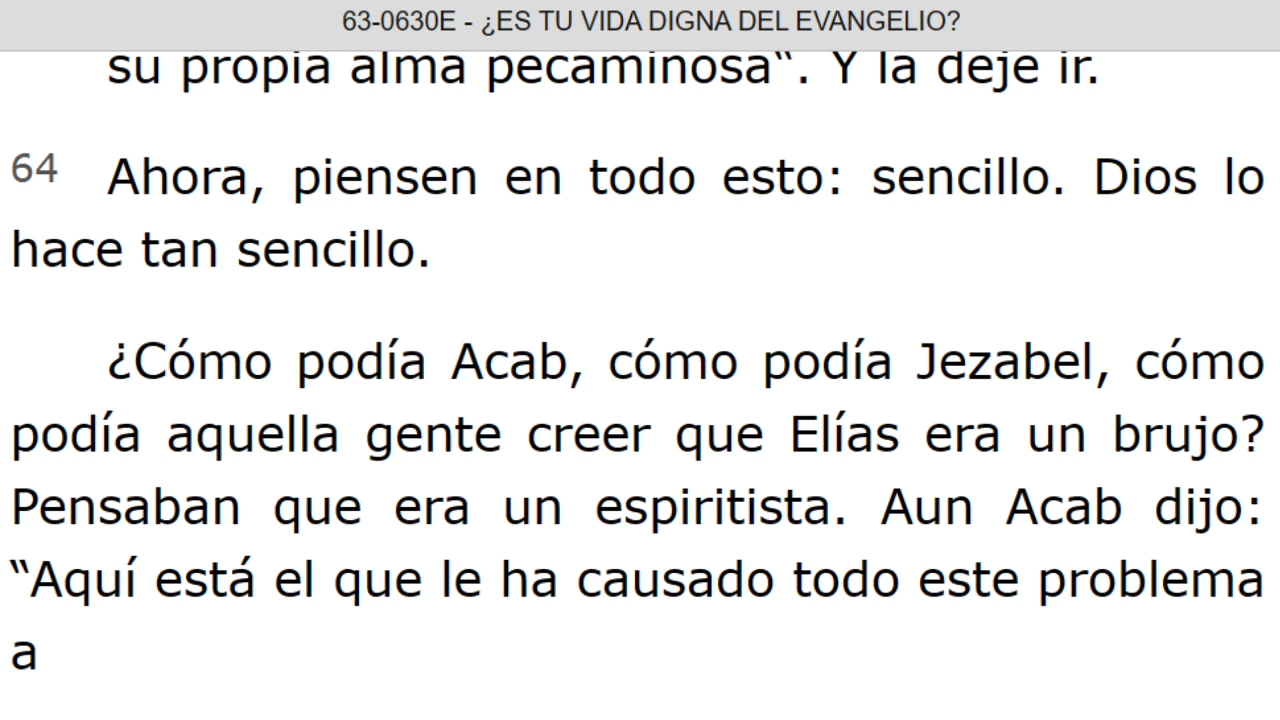 63-0630E - ¿ES TU VIDA DIGNA DEL EVANGELIO?
su propia alma pecaminosa“. Y la deje ir.
64 Ahora, piensen en todo esto: sencillo. Dios lo
hace tan sencillo.
¿Cómo podía Acab, cómo podía Jezabel, cómo
podía aquella gente creer que Elías era un brujo?
Pensaban que era un espiritista. Aun Acab dijo:
“Aquí está el que le ha causado todo este problema
a